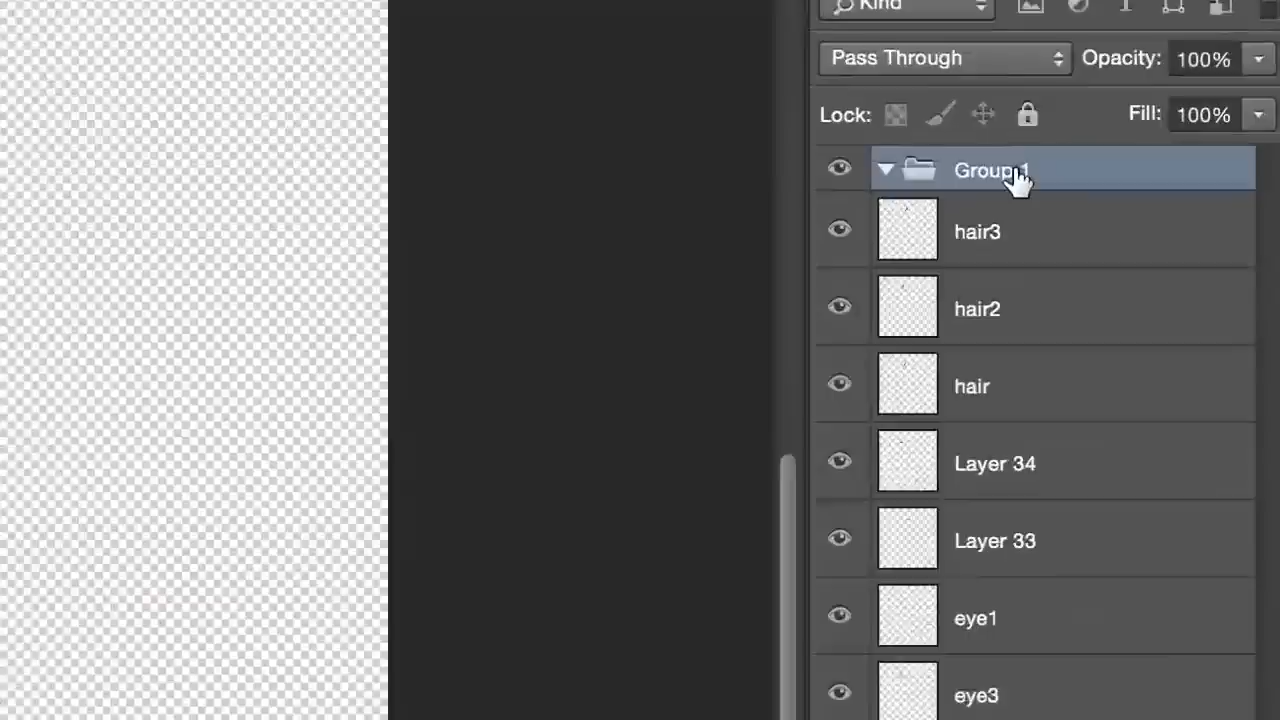 Kind
Pass Through Opacity: 100%
Lock: Fill: 100%
Group 1
hair3
hair2
hair
Layer 34
Layer 33
eye1
eye3